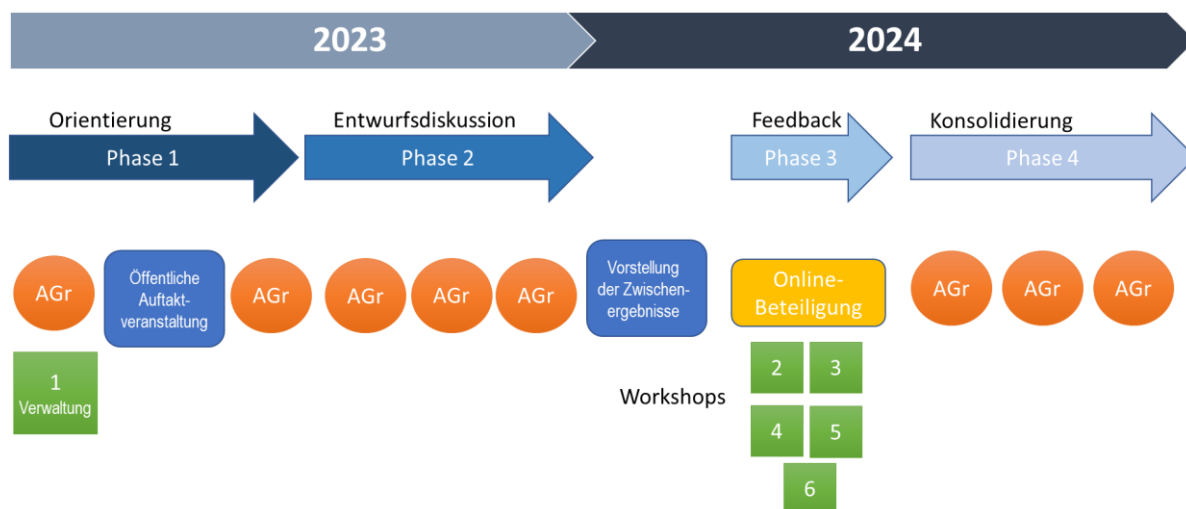 2023
2024
Orientierung
Phase 1
Entwurfsdiskussion
Phase 2
Feedback
Phase 3
Konsolidierung
Phase 4
AGr
Öffentliche
Auftakt-
veranstaltung
AGr
AGr
AGr
AGr
Vorstellung
der Zwischen-
ergebnisse
Online-
Beteiligung
AGr
AGr
AGr
1
Verwaltung
Workshops
2
3
4
5
6